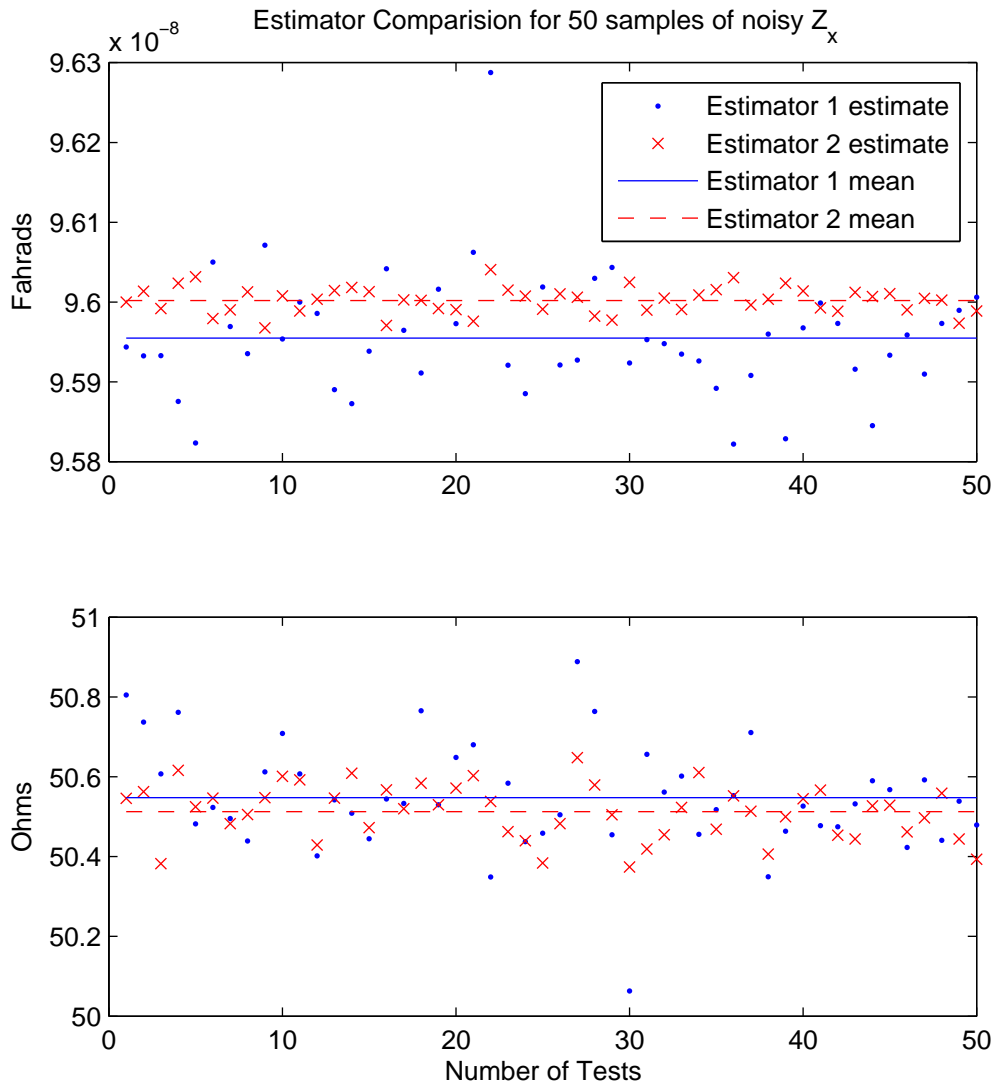 Estimator Comparision for 50 samples of noisy Z_x
x 10^−8
9.63
9.62
9.61
9.6
9.59
9.58
Fahrads
0 10 20 30 40 50
Estimator 1 estimate
Estimator 2 estimate
Estimator 1 mean
Estimator 2 mean
51
50.8
50.6
50.4
50.2
50
Ohms
0 10 20 30 40 50
Number of Tests